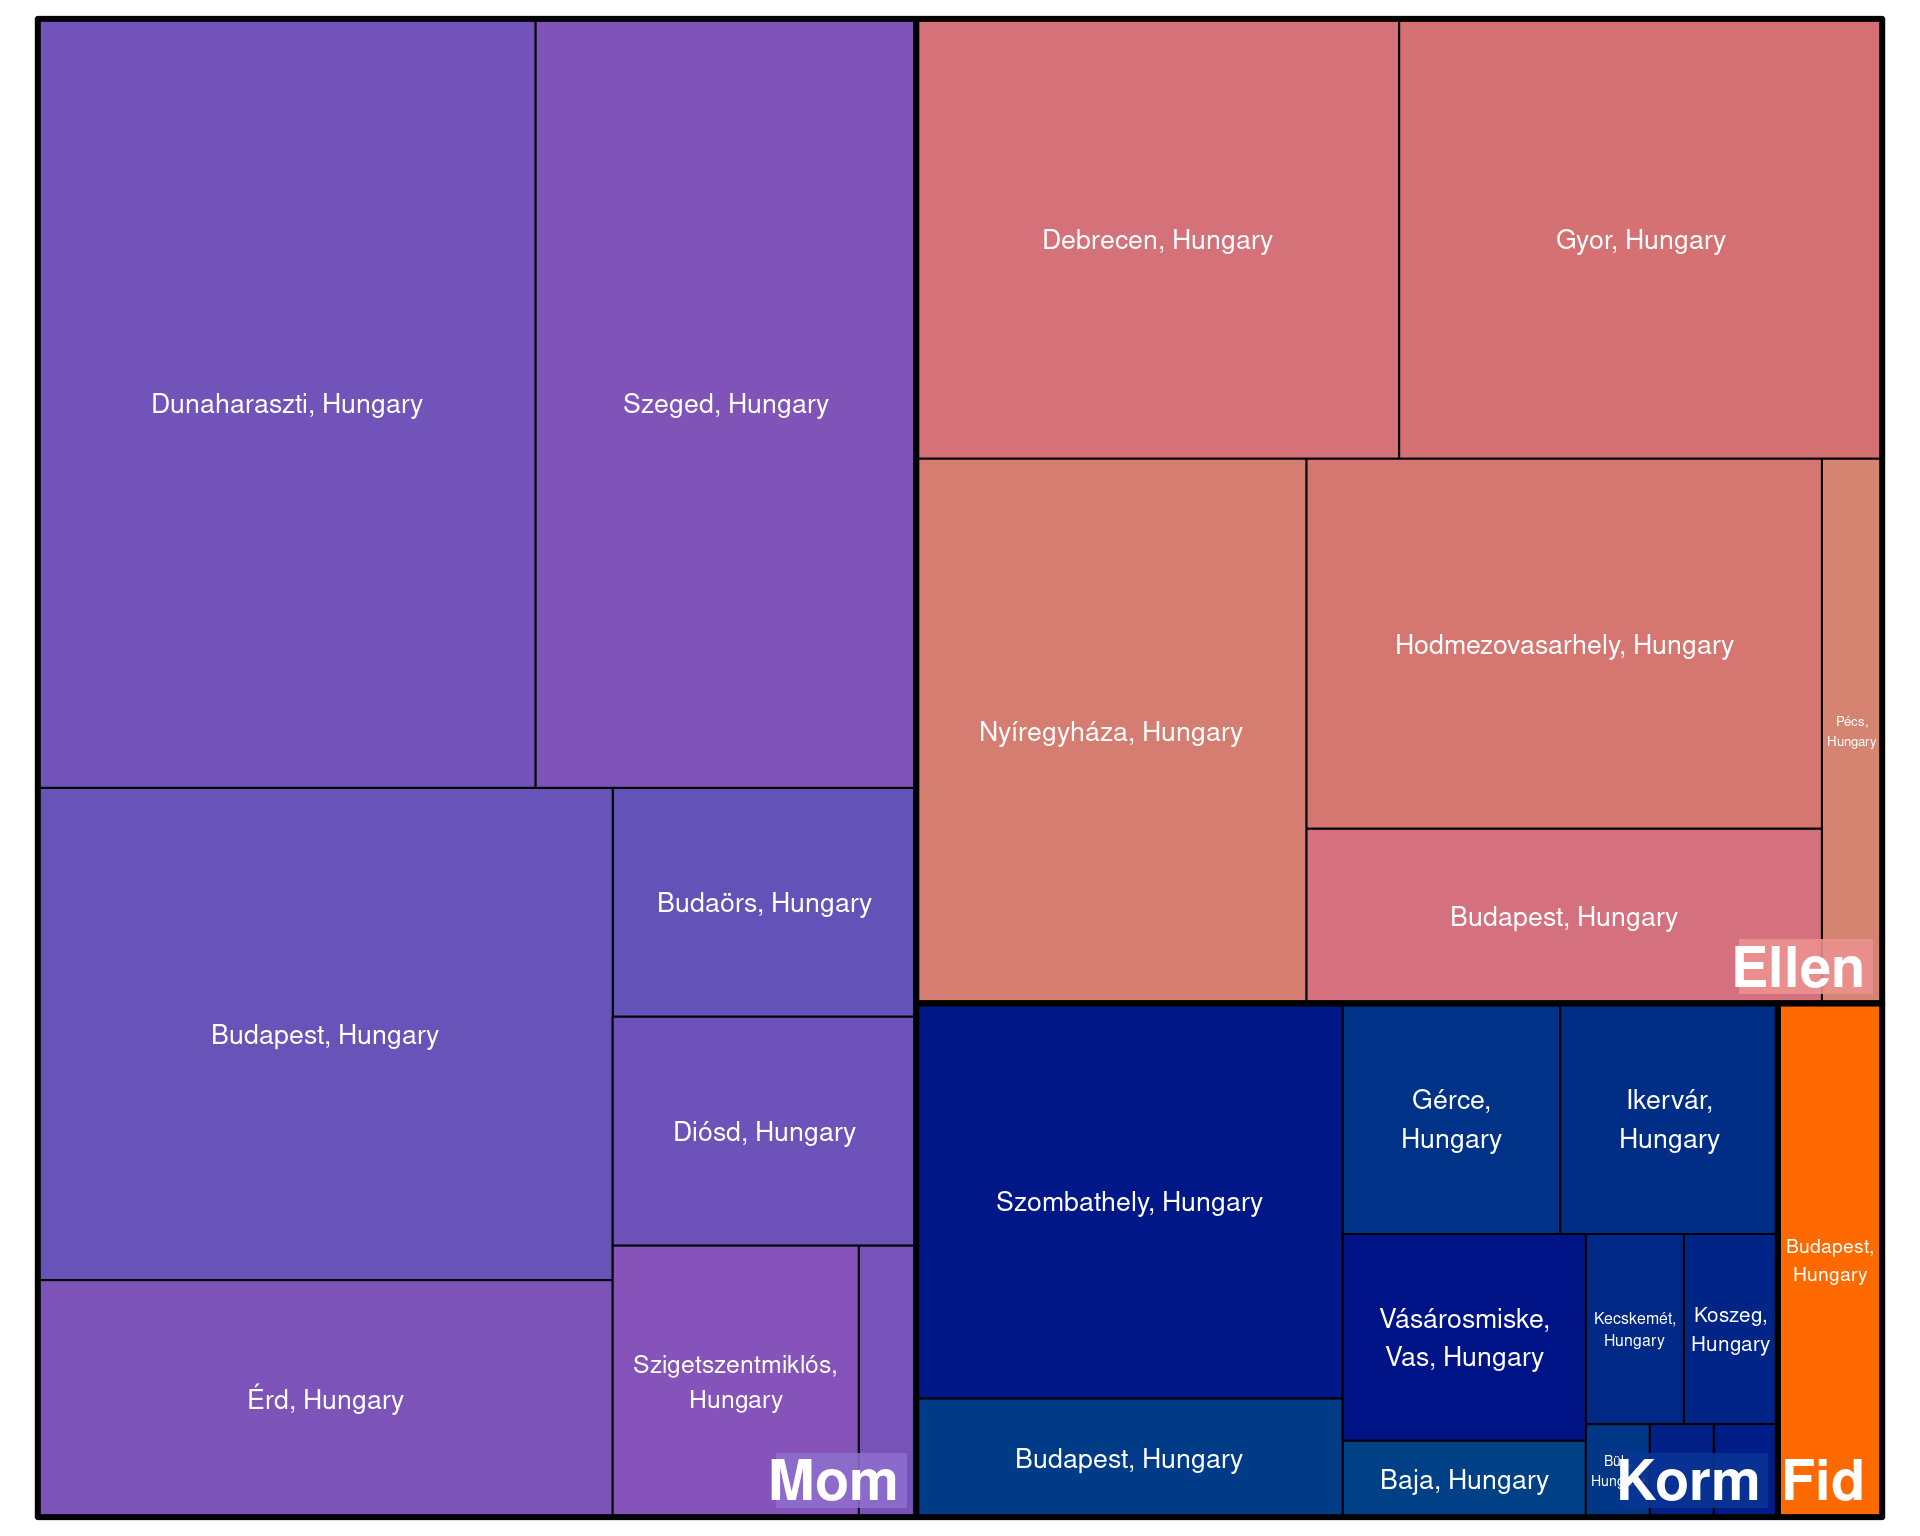 Dunaharaszti, Hungary
Szeged, Hungary
Budapest, Hungary
Budaörs, Hungary
Diósd, Hungary
Érd, Hungary
Szigetszentmiklós,
Hungary
Mom
Debrecen, Hungary
Gyor, Hungary
Nyíregyháza, Hungary
Hodmezovasarhely, Hungary
Pécs,
Hungary
Budapest, Hungary
Ellen
Szombathely, Hungary
Gérce,
Hungary
Ikervár,
Hungary
Vásárosmiske,
Vas, Hungary
Kecskemét,
Hungary
Koszeg,
Hungary
Budapest, Hungary
Baja, Hungary
Korm
Budapest,
Hungary
Fid